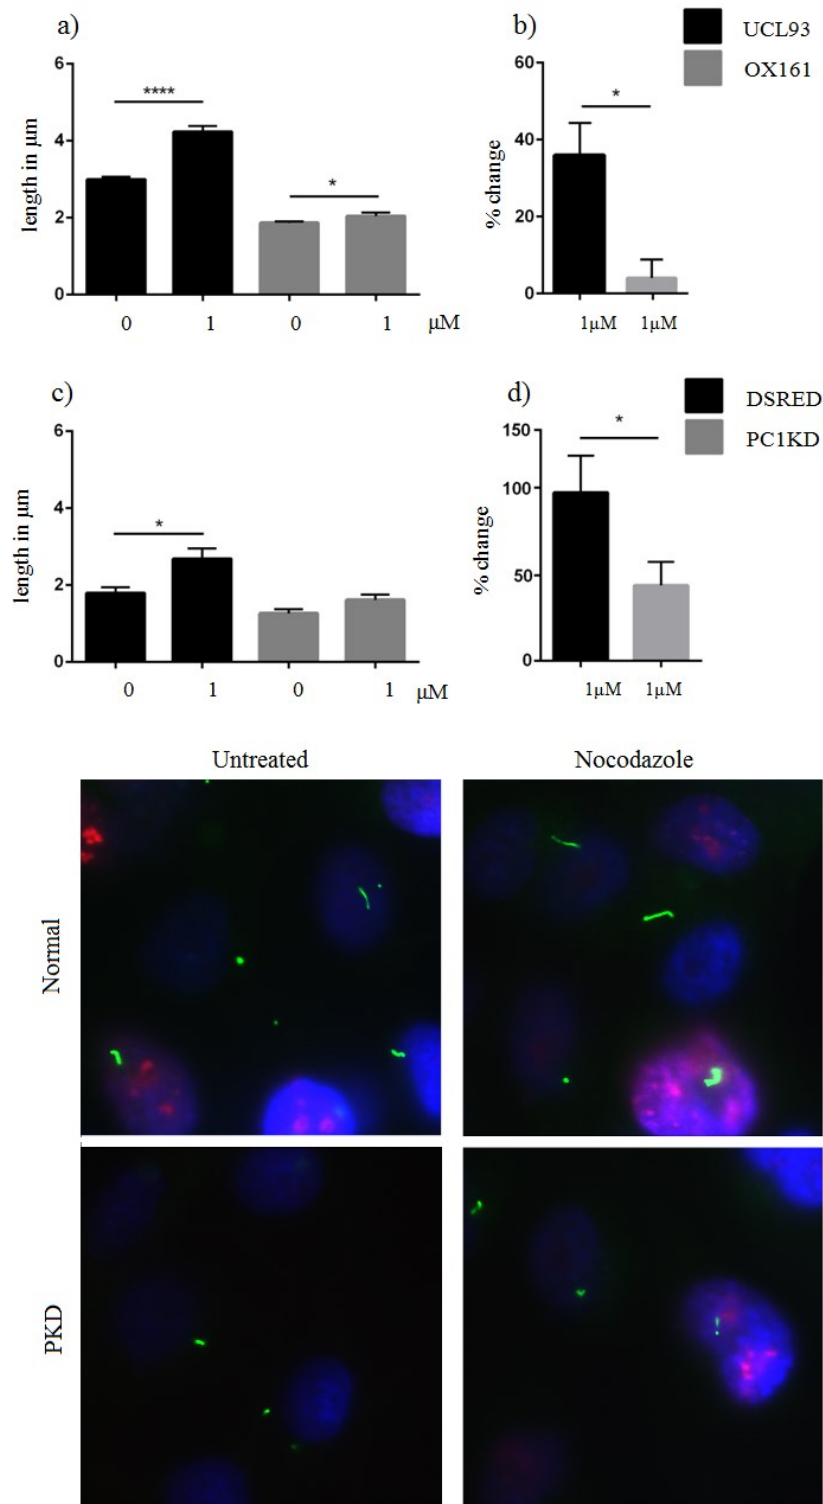 a)
b)
UCL93
OX161
length in µm
6
4
2
0
****
*
0 1 0 1 µM
% change
60
40
20
0
*
1µM 1µM
c)
d)
DSRED
PC1KD
length in µm
6
4
2
0
*
0 1 0 1 µM
% change
150
100
50
0
*
1µM 1µM
Untreated Nocodazole
Normal
PKD